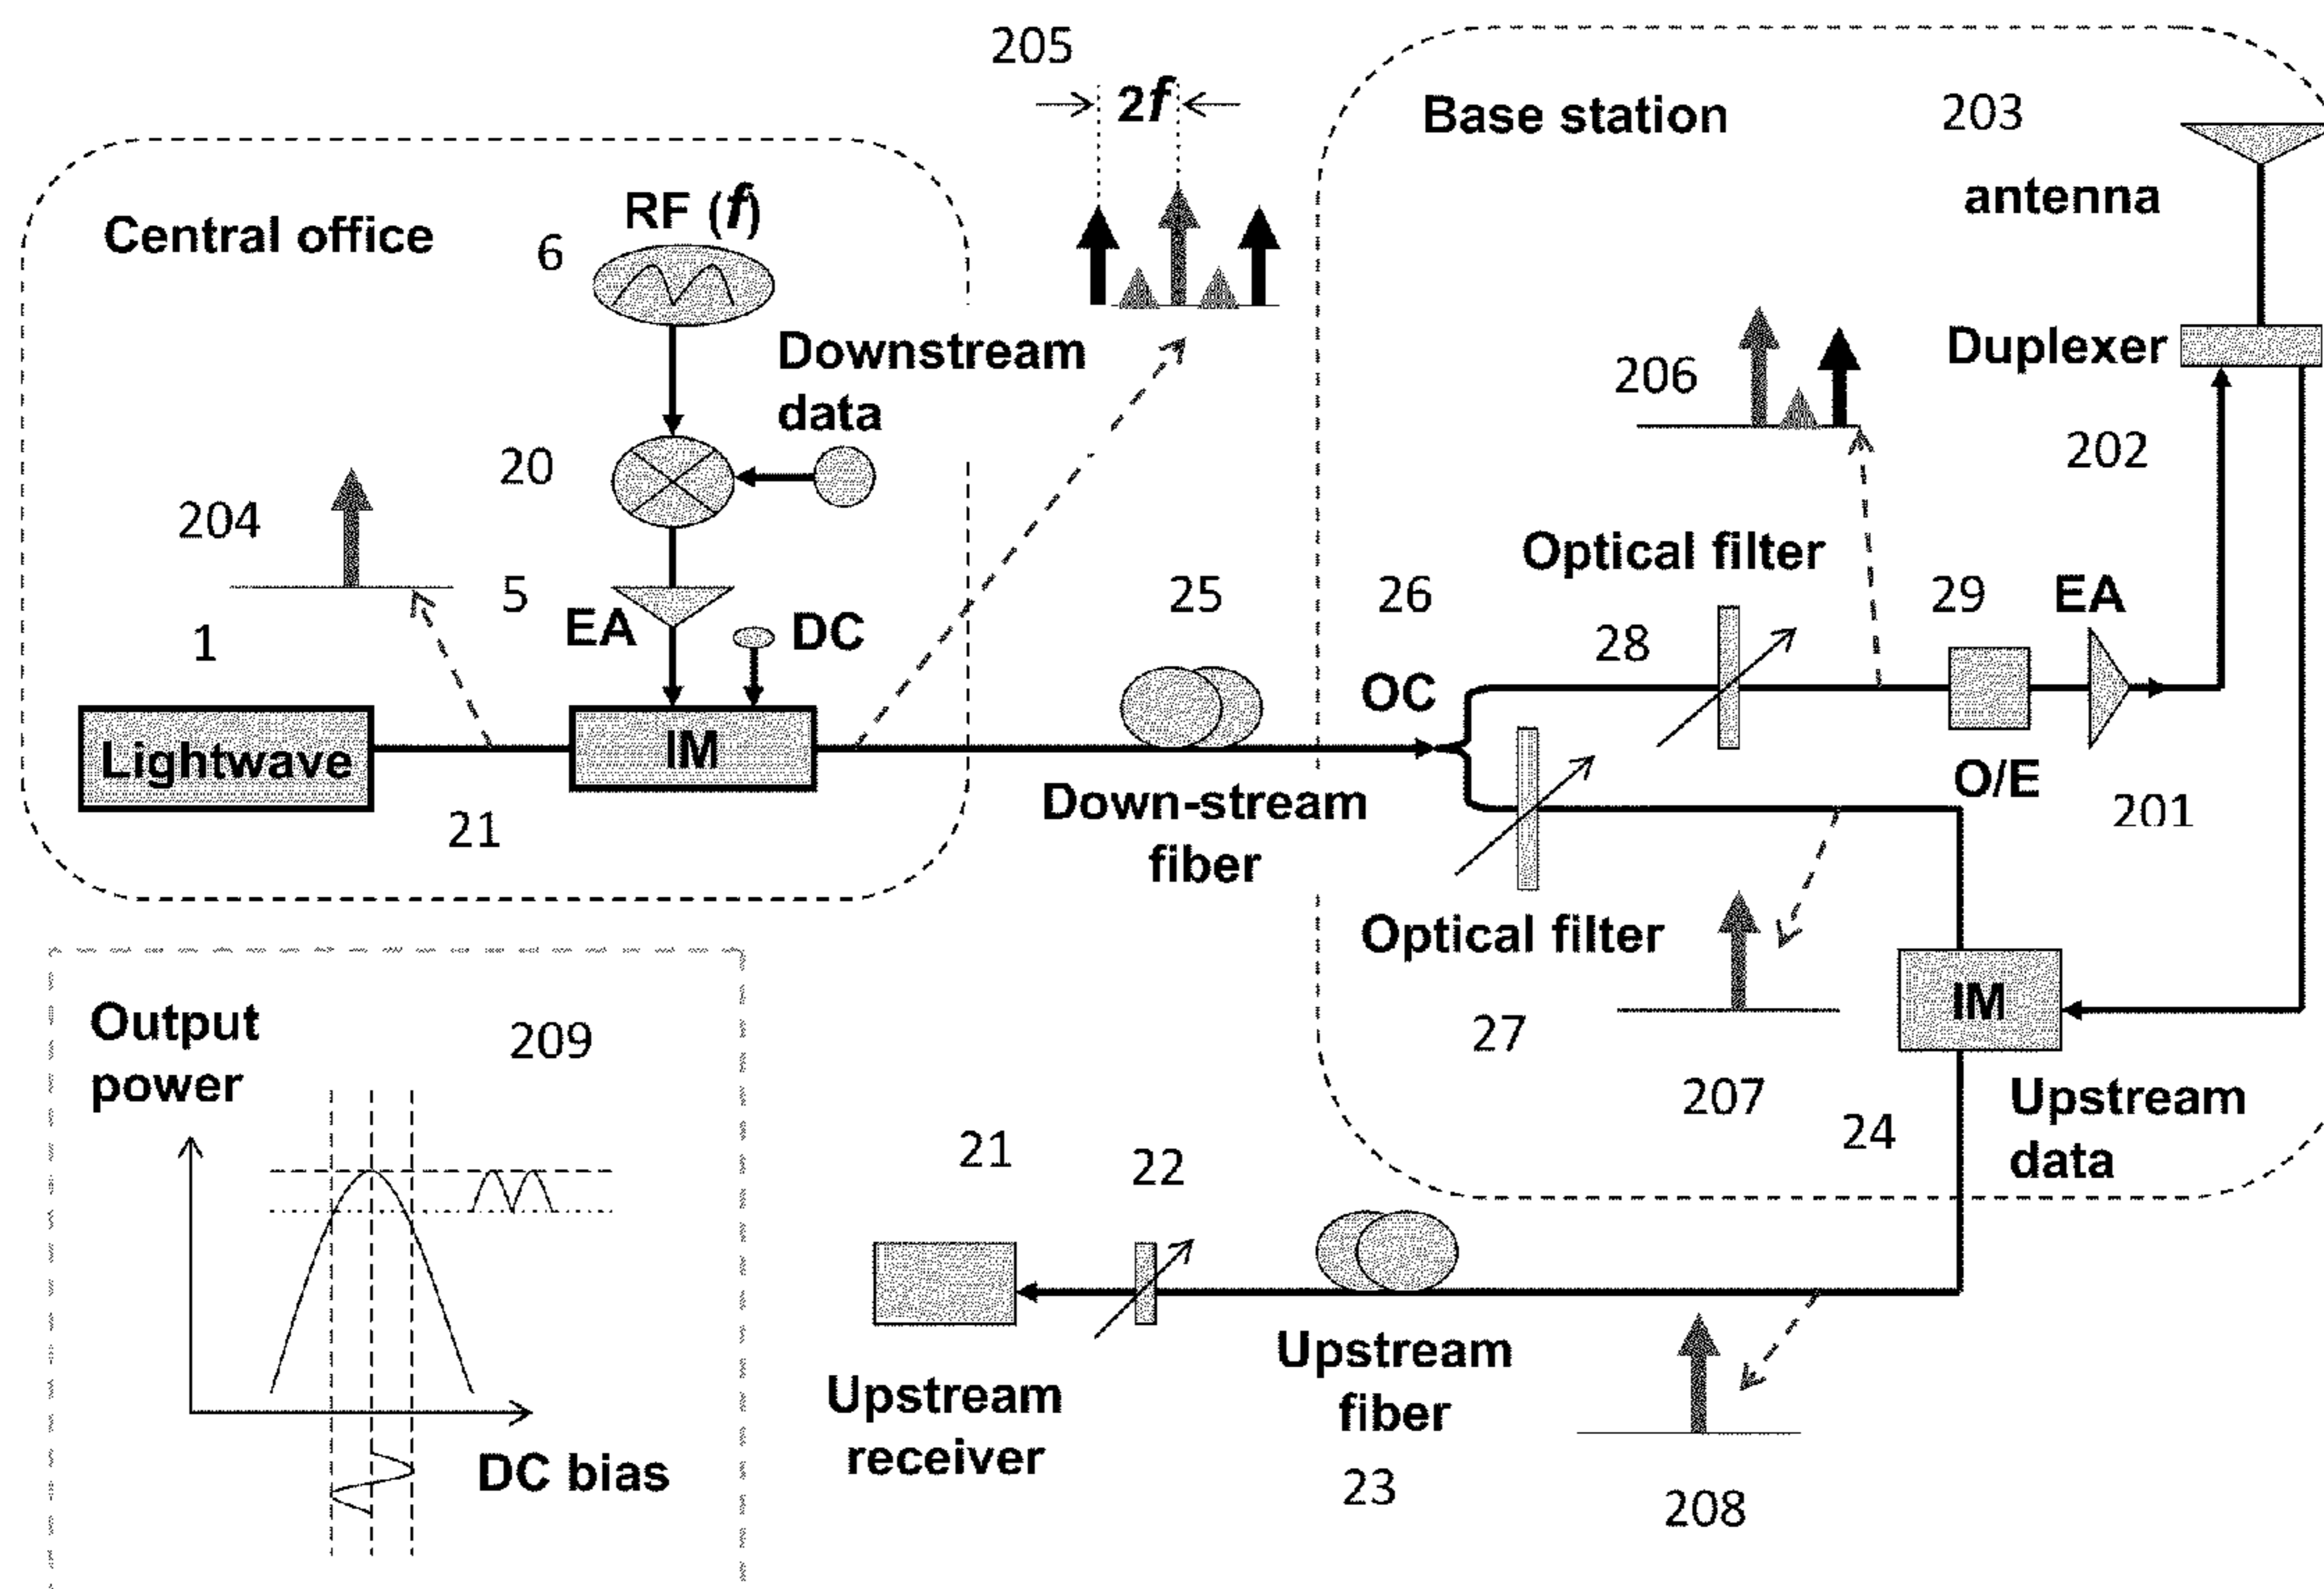 205
2f
Base station
203
antenna
Central office
6
RF (f)
Downstream
data
20
204
5
EA
DC
1
Lightwave
IM
21
25
Down-stream
fiber
26
OC
Optical filter
28
206
Duplexer
202
29
EA
O/E
201
Optical filter
27
207
IM
24
Upstream
data
Output
power
209
DC bias
21
22
Upstream
receiver
Upstream
fiber
23
208